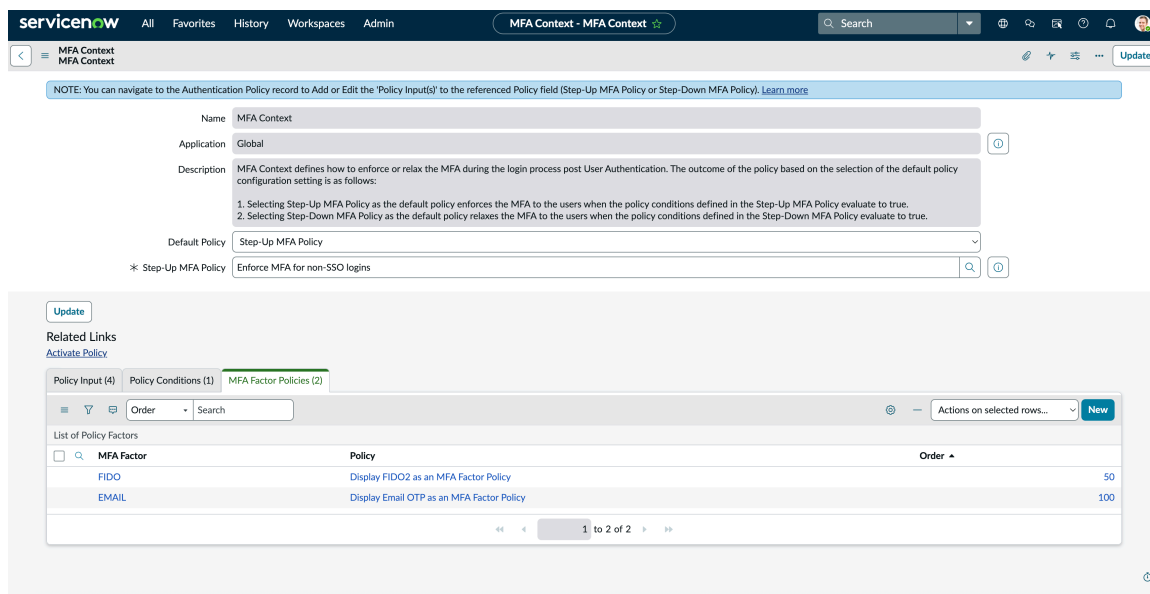 servicenow All Favorites History Workspaces Admin MFA Context - MFA Context Search
MFA Context
MFA Context
Update
NOTE: You can navigate to the Authentication Policy record to Add or Edit the 'Policy Input(s)' to the referenced Policy field (Step-Up MFA Policy or Step-Down MFA Policy). Learn more
Name MFA Context
Application Global
Description MFA Context defines how to enforce or relax the MFA during the login process post User Authentication. The outcome of the policy based on the selection of the default policy
configuration setting is as follows:
1. Selecting Step-Up MFA Policy as the default policy enforces the MFA to the users when the policy conditions defined in the Step-Up MFA Policy evaluate to true.
2. Selecting Step-Down MFA Policy as the default policy relaxes the MFA to the users when the policy conditions defined in the Step-Down MFA Policy evaluate to true.
Default Policy Step-Up MFA Policy
Step-Up MFA Policy Enforce MFA for non-SSO logins
Update
Related Links
Activate Policy
Policy Input (4) Policy Conditions (1) MFA Factor Policies (2)
Order Search Actions on selected rows... New
List of Policy Factors
MFA Factor Policy Order
FIDO Display FIDO2 as an MFA Factor Policy 50
EMAIL Display Email OTP as an MFA Factor Policy 100
1 to 2 of 2